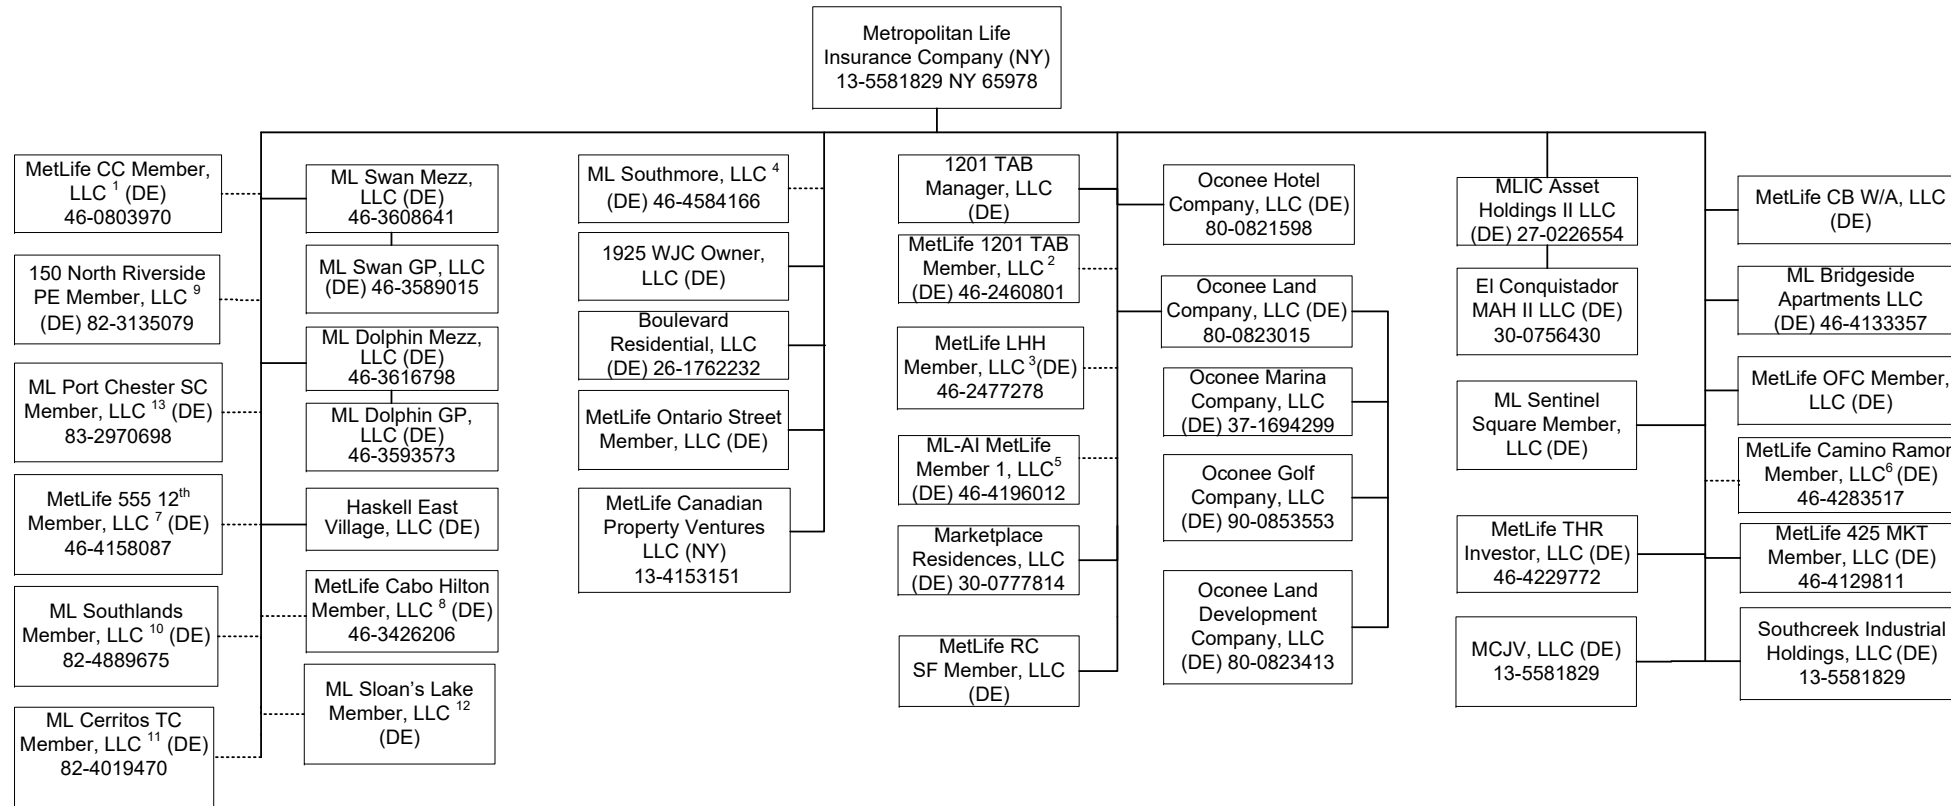 Metropolitan Life
Insurance Company (NY)
13-5581829 NY 65978
MetLife CC Member,
LLC 1 (DE)
46-0803970
150 North Riverside
PE Member, LLC 9
(DE) 82-3135079
ML Port Chester SC
Member, LLC 13 (DE)
83-2970698
MetLife 555 12th
Member, LLC 7 (DE)
46-4158087
ML Southlands
Member, LLC 10 (DE)
82-4889675
ML Cerritos TC
Member, LLC 11 (DE)
82-4019470
ML Swan Mezz,
LLC (DE)
46-3608641
ML Swan GP, LLC
(DE) 46-3589015
ML Dolphin Mezz,
LLC (DE)
46-3616798
ML Dolphin GP,
LLC (DE)
46-3593573
Haskell East
Village, LLC (DE)
MetLife Cabo Hilton
Member, LLC 8 (DE)
46-3426206
ML Sloan’s Lake
Member, LLC 12
(DE)
ML Southmore, LLC 4
(DE) 46-4584166
1925 WJC Owner,
LLC (DE)
Boulevard
Residential, LLC
(DE) 26-1762232
MetLife Ontario Street
Member, LLC (DE)
MetLife Canadian
Property Ventures
LLC (NY)
13-4153151
1201 TAB
Manager, LLC
(DE)
MetLife 1201 TAB
Member, LLC 2
(DE) 46-2460801
MetLife LHH
Member, LLC 3(DE)
46-2477278
ML-AI MetLife
Member 1, LLC5
(DE) 46-4196012
Marketplace
Residences, LLC
(DE) 30-0777814
MetLife RC
SF Member, LLC
(DE)
Oconee Hotel
Company, LLC (DE)
80-0821598
Oconee Land
Company, LLC (DE)
80-0823015
Oconee Marina
Company, LLC
(DE) 37-1694299
Oconee Golf
Company, LLC
(DE) 90-0853553
Oconee Land
Development
Company, LLC
(DE) 80-0823413
MLIC Asset
Holdings II LLC
(DE) 27-0226554
El Conquistador
MAH II LLC (DE)
30-0756430
ML Sentinel
Square Member,
LLC (DE)
MetLife THR
Investor, LLC (DE)
46-4229772
MCJV, LLC (DE)
13-5581829
MetLife CB W/A, LLC
(DE)
ML Bridgeside
Apartments LLC
(DE) 46-4133357
MetLife OFC Member,
LLC (DE)
MetLife Camino Ramon
Member, LLC6 (DE)
46-4283517
MetLife 425 MKT
Member, LLC (DE)
46-4129811
Southcreek Industrial
Holdings, LLC (DE)
13-5581829